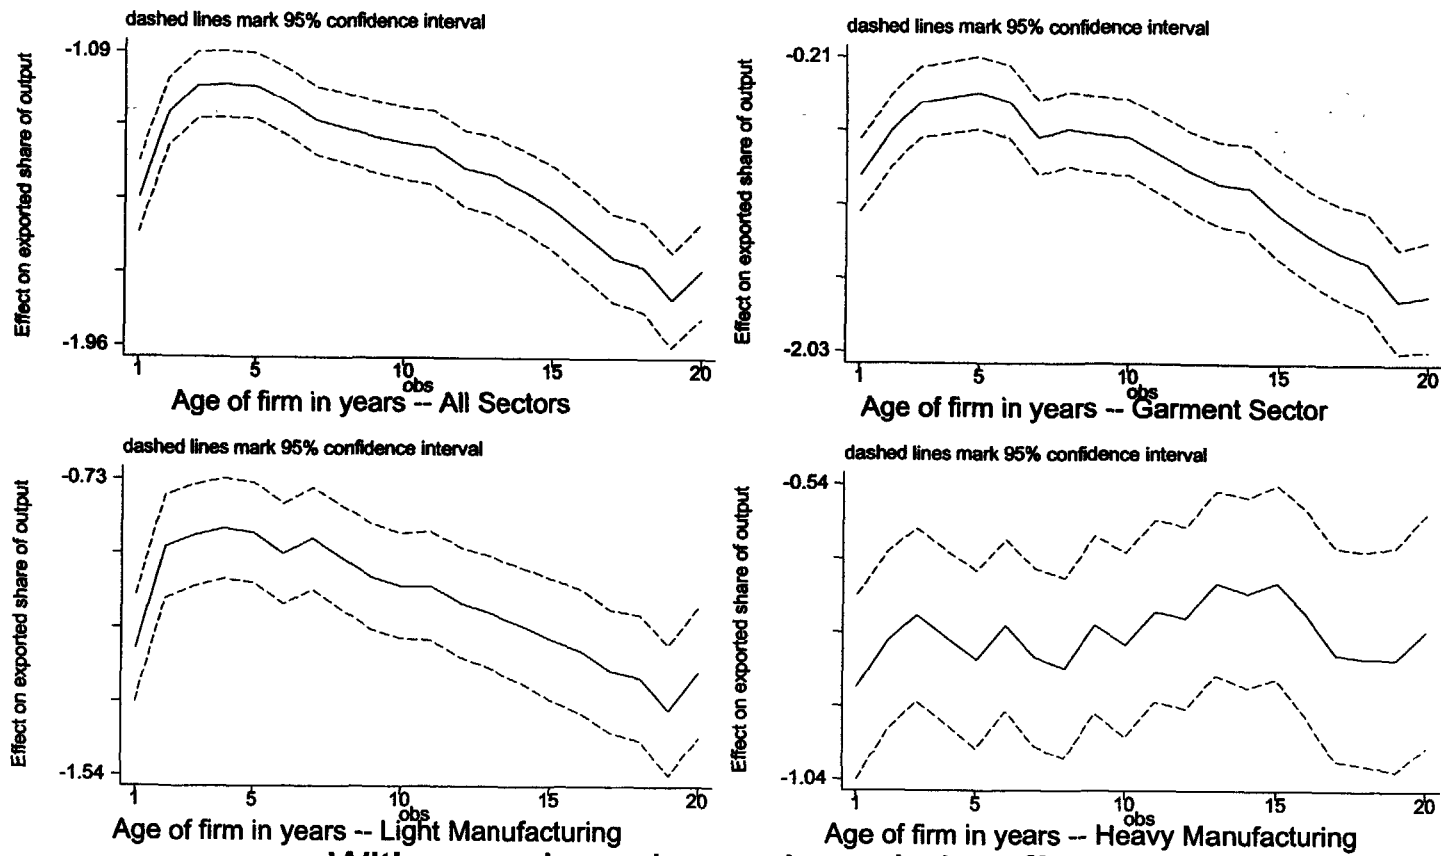 dashed lines mark 95% confidence interval
Effect on exported share of output
-1.09
-1.96
1 5 10 15 20
obs
Age of firm in years -- All Sectors
dashed lines mark 95% confidence interval
Effect on exported share of output
-0.21
-2.03
1 5 10 15 20
obs
Age of firm in years -- Garment Sector
dashed lines mark 95% confidence interval
Effect on exported share of output
-0.73
-1.54
1 5 10 15 20
obs
Age of firm in years -- Light Manufacturing
dashed lines mark 95% confidence interval
Effect on exported share of output
-0.54
-1.04
1 5 10 15 20
obs
Age of firm in years -- Heavy Manufacturing